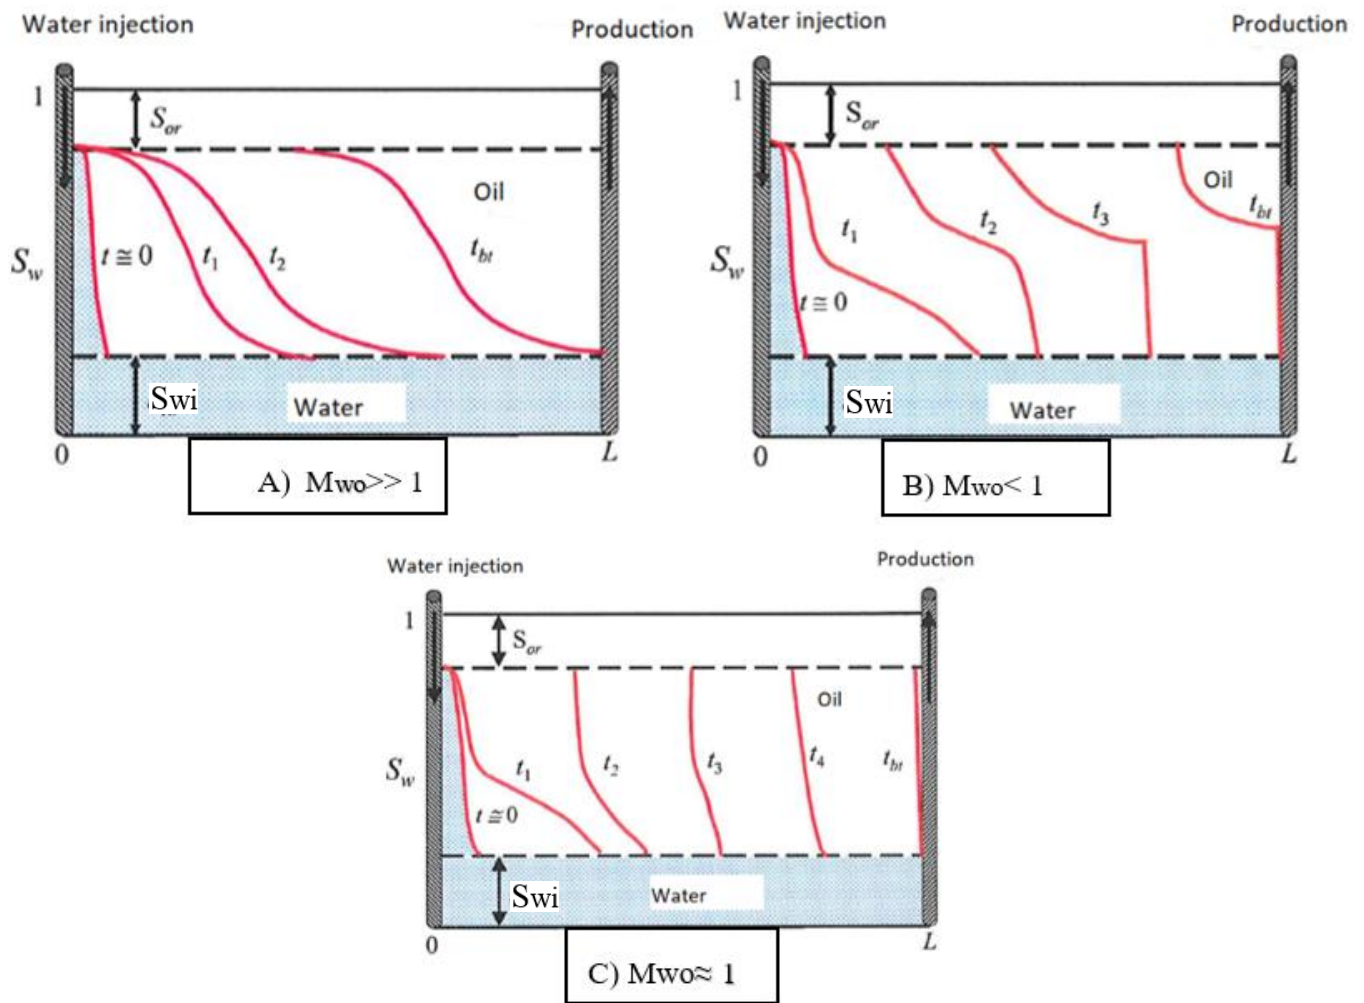 Water injection
Production
1
Sor
Oil
Sw
t ≅ 0
t1
t2
tbt
Swi
Water
0
L
A) Mwo>> 1
Water injection
Production
1
Sor
Oil
tbt
t3
t2
t1
Sw
t ≅ 0
Swi
Water
0
L
B) Mwo< 1
Water injection
Production
1
Sor
Oil
Sw
t1
t2
t3
t4
tbt
t ≅ 0
Swi
Water
0
L
C) Mwo≈ 1